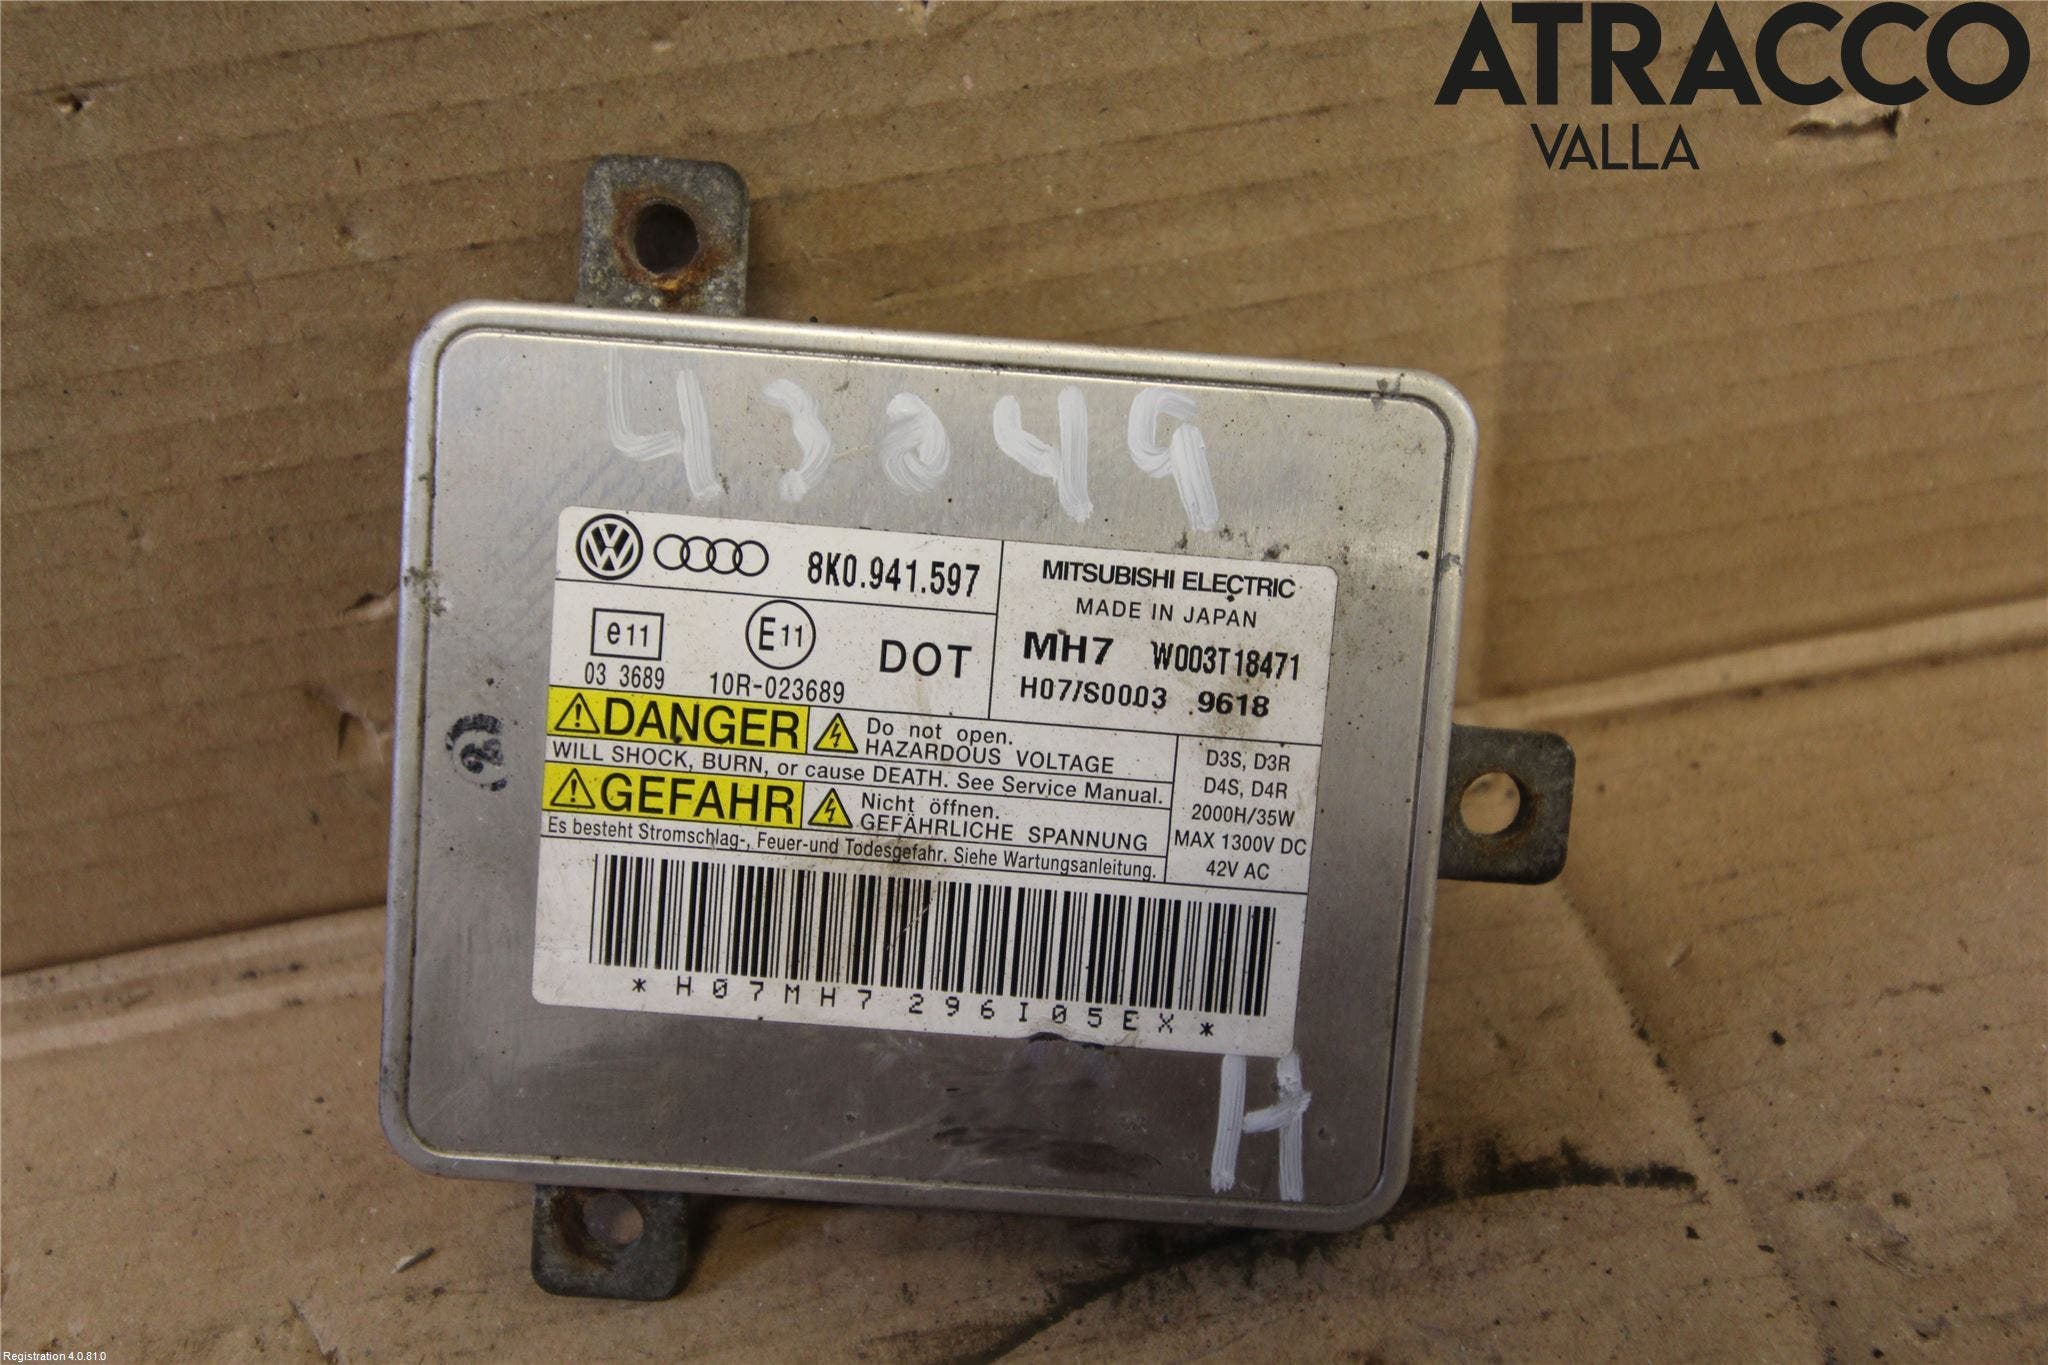 ATRACCO
VALLA
43049
8K0.941.597
MITSUBISHI ELECTRIC
MADE IN JAPAN
e11
E11
DOT
MH7 W003T18471
03 3689
10R-023689
H07/S0003 9618
DANGER
Do not open.
HAZARDOUS VOLTAGE
WILL SHOCK, BURN, or cause DEATH. See Service Manual.
GEFAHR
Nicht öffnen.
GEFÄHRLICHE SPANNUNG
Es besteht Stromschlag-, Feuer-und Todesgefahr. Siehe Wartungsanleitung.
D3S, D3R
D4S, D4R
2000H/35W
MAX 1300V DC
42V AC
*H07MH7296I05EX*
H
2
Registration 4.0.81.0